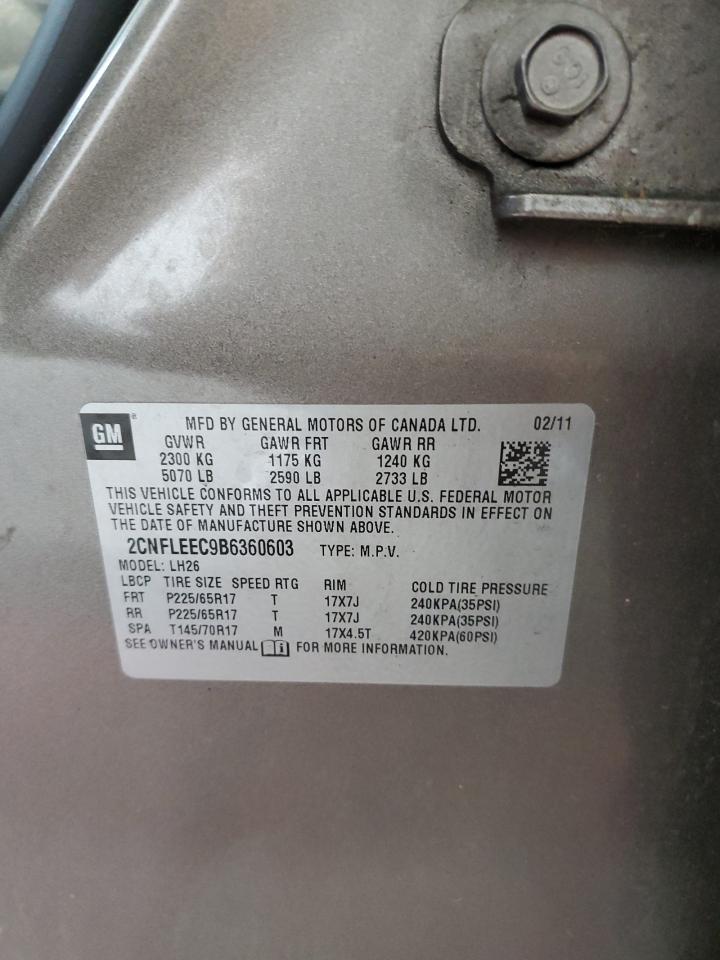 GM ®
MFD BY GENERAL MOTORS OF CANADA LTD. 02/11
GVWR GAWR FRT GAWR RR
2300 KG 1175 KG 1240 KG
5070 LB 2590 LB 2733 LB
THIS VEHICLE CONFORMS TO ALL APPLICABLE U.S. FEDERAL MOTOR
VEHICLE SAFETY AND THEFT PREVENTION STANDARDS IN EFFECT ON
THE DATE OF MANUFACTURE SHOWN ABOVE.
2CNFLEEC9B6360603 TYPE: M.P.V.
MODEL: LH26
LBCP TIRE SIZE SPEED RTG RIM COLD TIRE PRESSURE
FRT P225/65R17 T 17X7J 240KPA(35PSI)
RR P225/65R17 T 17X7J 240KPA(35PSI)
SPA T145/70R17 M 17X4.5T 420KPA(60PSI)
SEE OWNER'S MANUAL i FOR MORE INFORMATION.